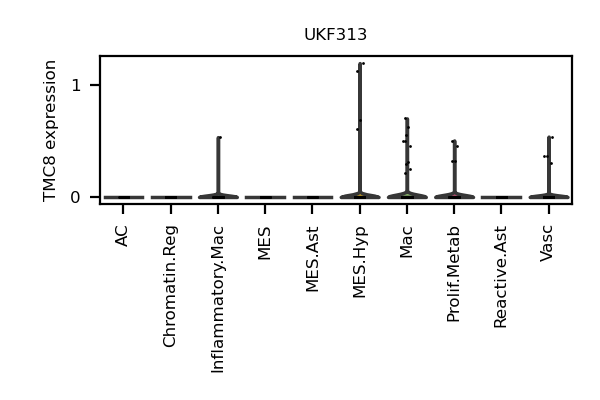 UKF313
TMC8 expression
1
0
AC
Chromatin.Reg
Inflammatory.Mac
MES
MES.Ast
MES.Hyp
Mac
Prolif.Metab
Reactive.Ast
Vasc